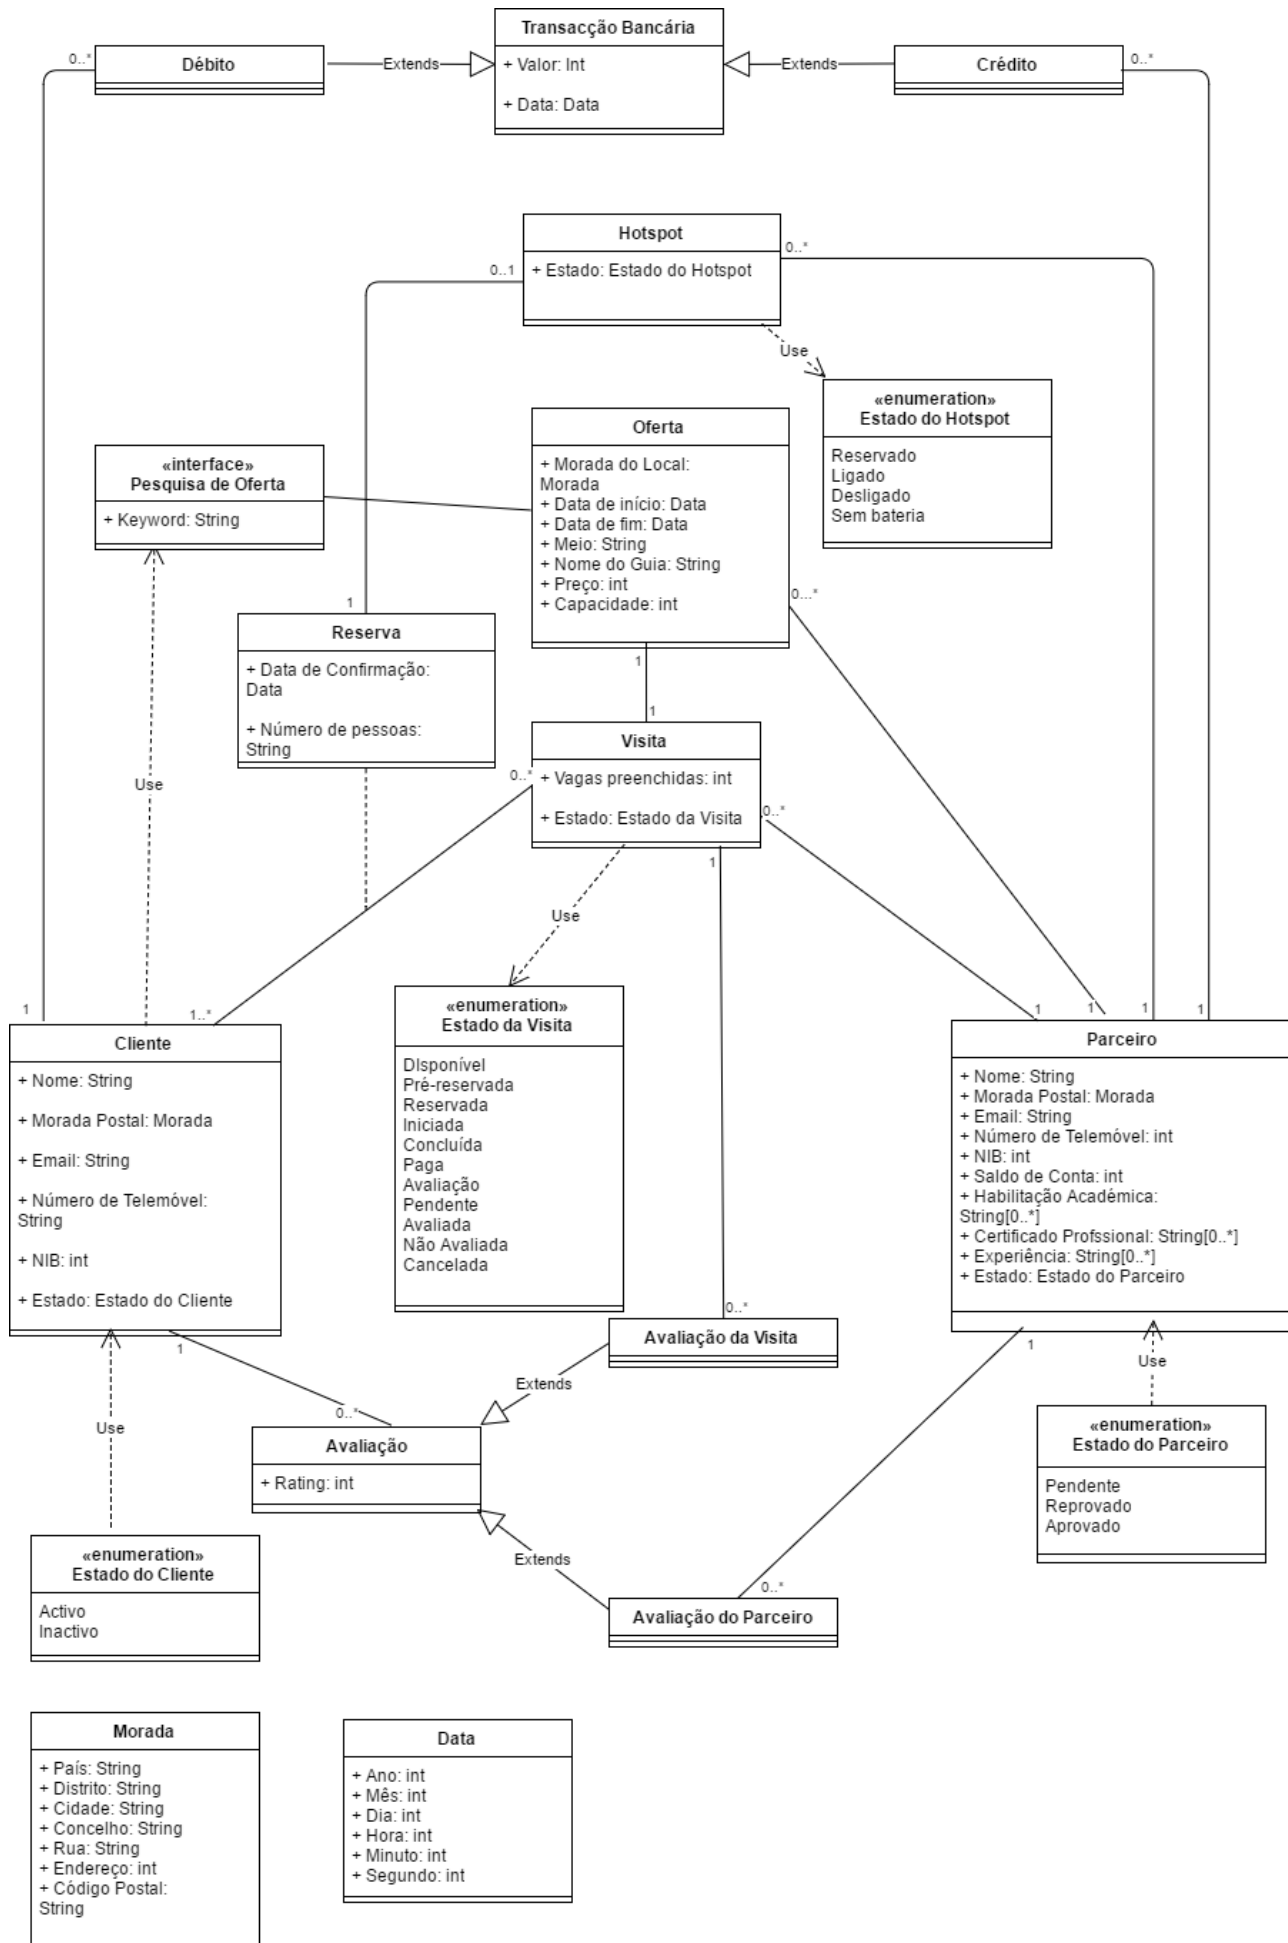 Transacção Bancária
+ Valor: Int
+ Data: Data
0..*
Débito
Extends
Extends
Crédito
0..*
Hotspot
+ Estado: Estado do Hotspot
0..1
0..*
Use
«enumeration»
Estado do Hotspot
Reservado
Ligado
Desligado
Sem bateria
Oferta
+ Morada do Local:
Morada
+ Data de início: Data
+ Data de fim: Data
+ Meio: String
+ Nome do Guia: String
+ Preço: int
+ Capacidade: int
0...*
1
«interface»
Pesquisa de Oferta
+ Keyword: String
Use
1
Reserva
+ Data de Confirmação:
Data
+ Número de pessoas:
String
1
Visita
+ Vagas preenchidas: int
+ Estado: Estado da Visita
0..*
0..*
1
Use
«enumeration»
Estado da Visita
DIsponível
Pré-reservada
Reservada
Iniciada
Concluída
Paga
Avaliação
Pendente
Avaliada
Não Avaliada
Cancelada
1
1..*
Cliente
+ Nome: String
+ Morada Postal: Morada
+ Email: String
+ Número de Telemóvel:
String
+ NIB: int
+ Estado: Estado do Cliente
1
1
1
1
1
Parceiro
+ Nome: String
+ Morada Postal: Morada
+ Email: String
+ Número de Telemóvel: int
+ NIB: int
+ Saldo de Conta: int
+ Habilitação Académica:
String[0..*]
+ Certificado Profssional: String[0..*]
+ Experiência: String[0..*]
+ Estado: Estado do Parceiro
1
0..*
Avaliação da Visita
Extends
0..*
Avaliação
+ Rating: int
Use
Use
«enumeration»
Estado do Parceiro
Pendente
Reprovado
Aprovado
«enumeration»
Estado do Cliente
Activo
Inactivo
Extends
0..*
Avaliação do Parceiro
Morada
+ País: String
+ Distrito: String
+ Cidade: String
+ Concelho: String
+ Rua: String
+ Endereço: int
+ Código Postal:
String
Data
+ Ano: int
+ Mês: int
+ Dia: int
+ Hora: int
+ Minuto: int
+ Segundo: int